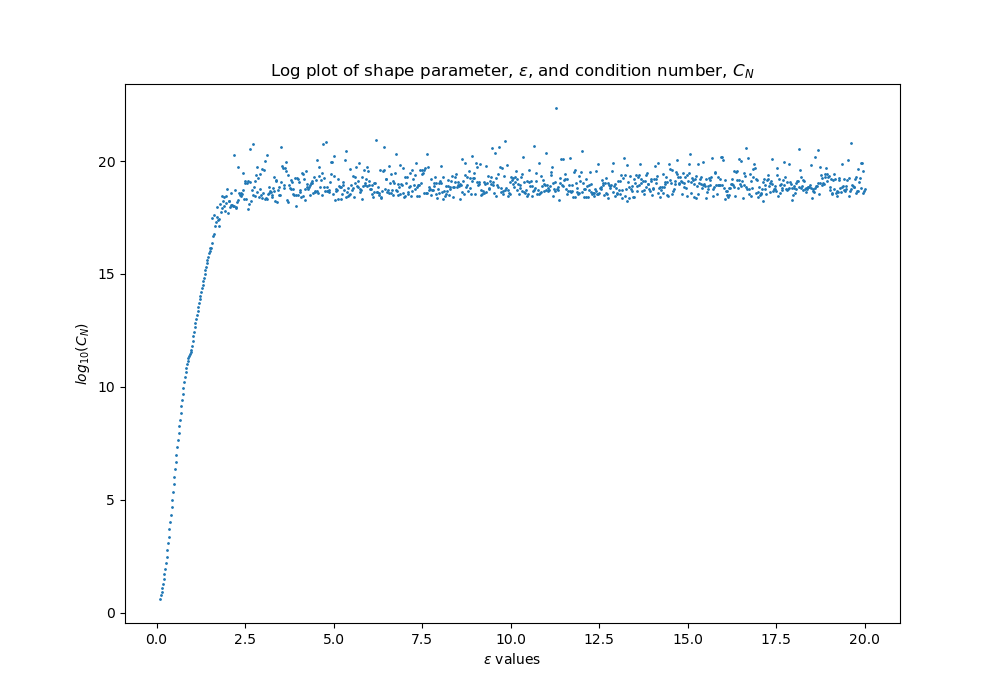 Log plot of shape parameter, ε, and condition number, C_N
log₁₀(C_N)
20
15
10
5
0
0.0 2.5 5.0 7.5 10.0 12.5 15.0 17.5 20.0
ε values